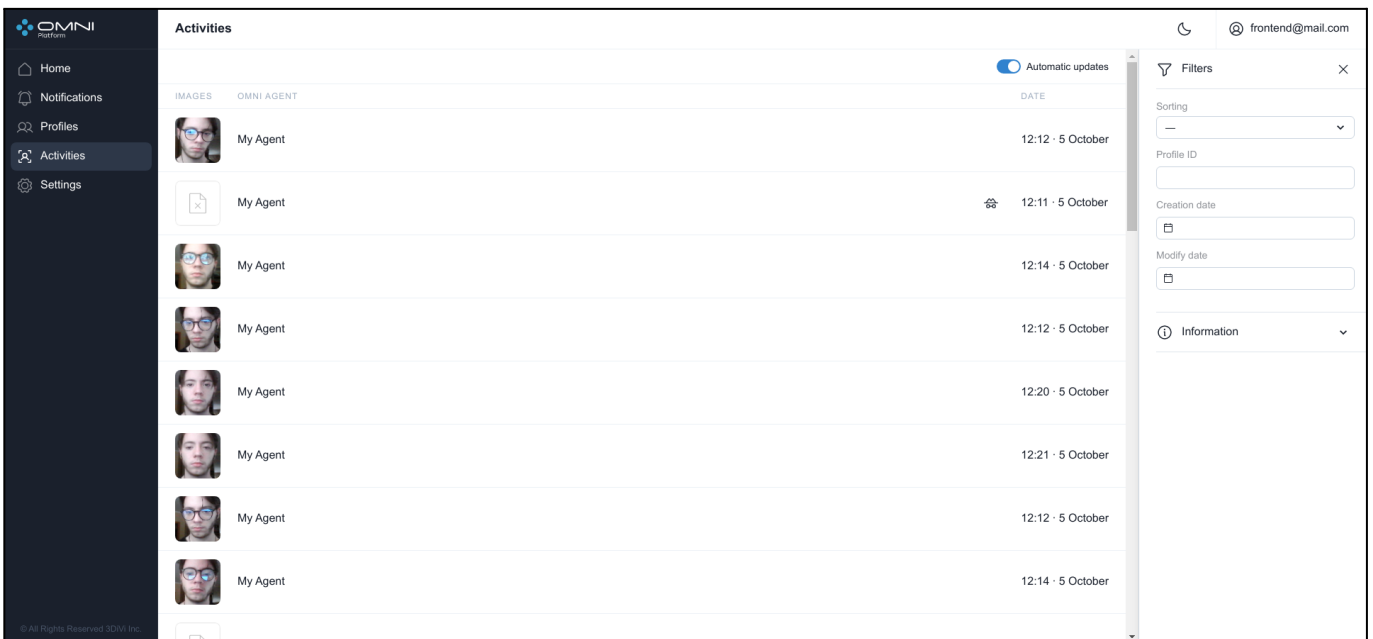 OMNI
Platform
Activities
frontend@mail.com
Home
Notifications
Profiles
Activities
Settings
Automatic updates
IMAGES OMNI AGENT DATE
My Agent 12:12 · 5 October
My Agent 12:11 · 5 October
My Agent 12:14 · 5 October
My Agent 12:12 · 5 October
My Agent 12:20 · 5 October
My Agent 12:21 · 5 October
My Agent 12:12 · 5 October
My Agent 12:14 · 5 October
Filters
Sorting
—
Profile ID
Creation date
Modify date
Information
© All Rights Reserved 3DiVi Inc.